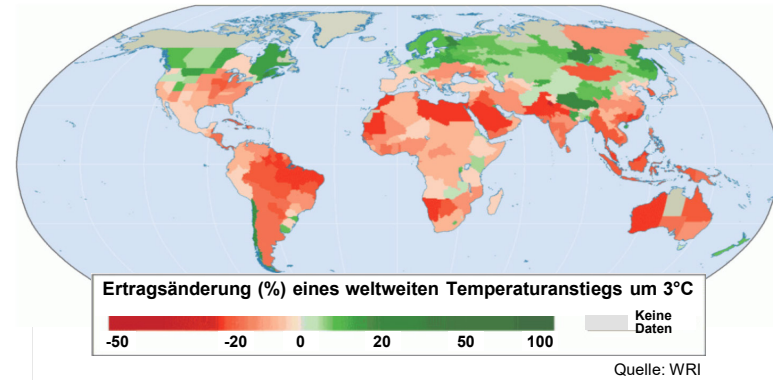 Ertragsänderung (%) eines weltweiten Temperaturanstiegs um 3°C
-50 -20 0 20 50 100
Keine
Daten
Quelle: WRI